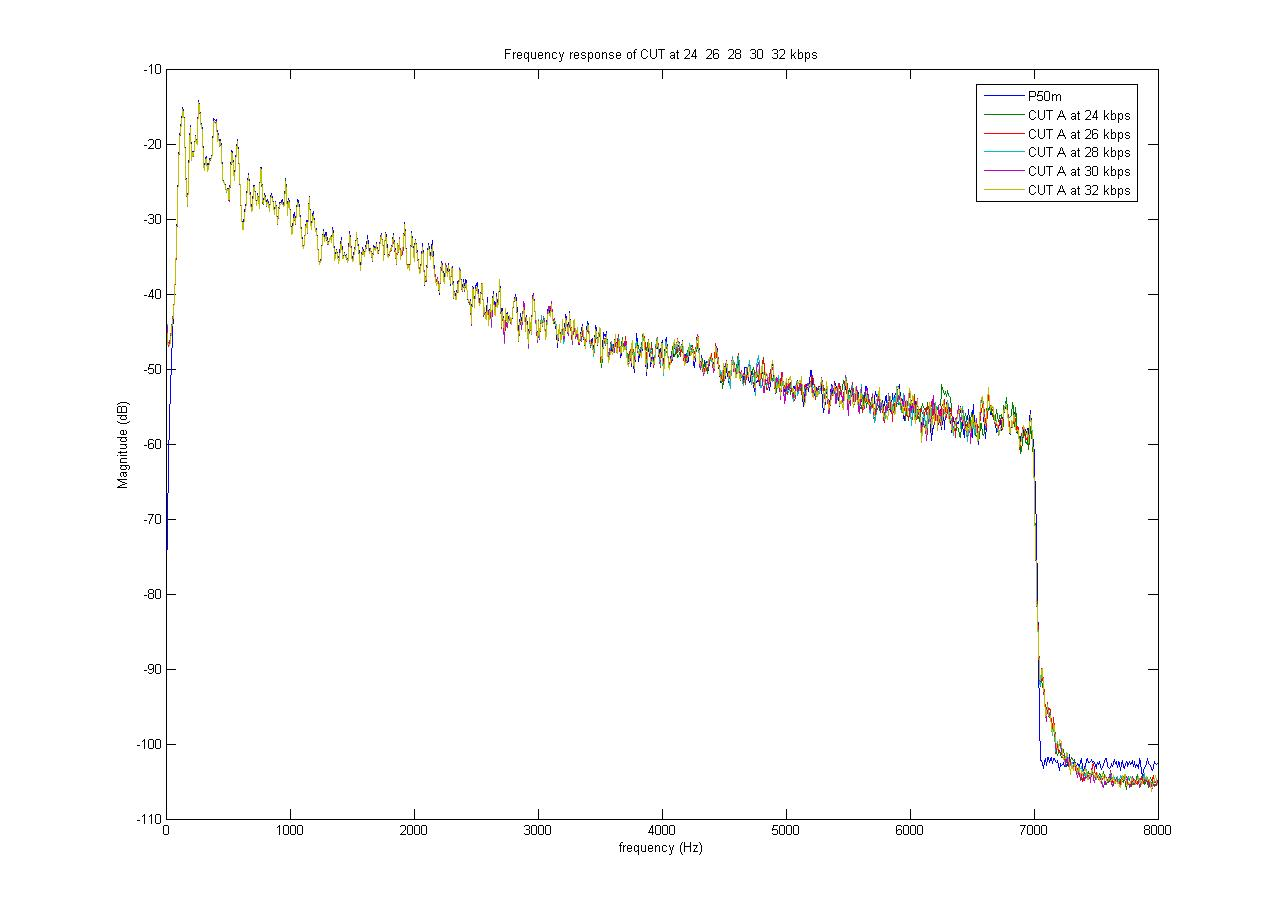 Frequency response of CUT at 24  26  28  30  32 kbps
-10
-20
-30
-40
-50
-60
-70
-80
-90
-100
-110
Magnitude (dB)
P50m
CUT A at 24 kbps
CUT A at 26 kbps
CUT A at 28 kbps
CUT A at 30 kbps
CUT A at 32 kbps
0 1000 2000 3000 4000 5000 6000 7000 8000
frequency (Hz)